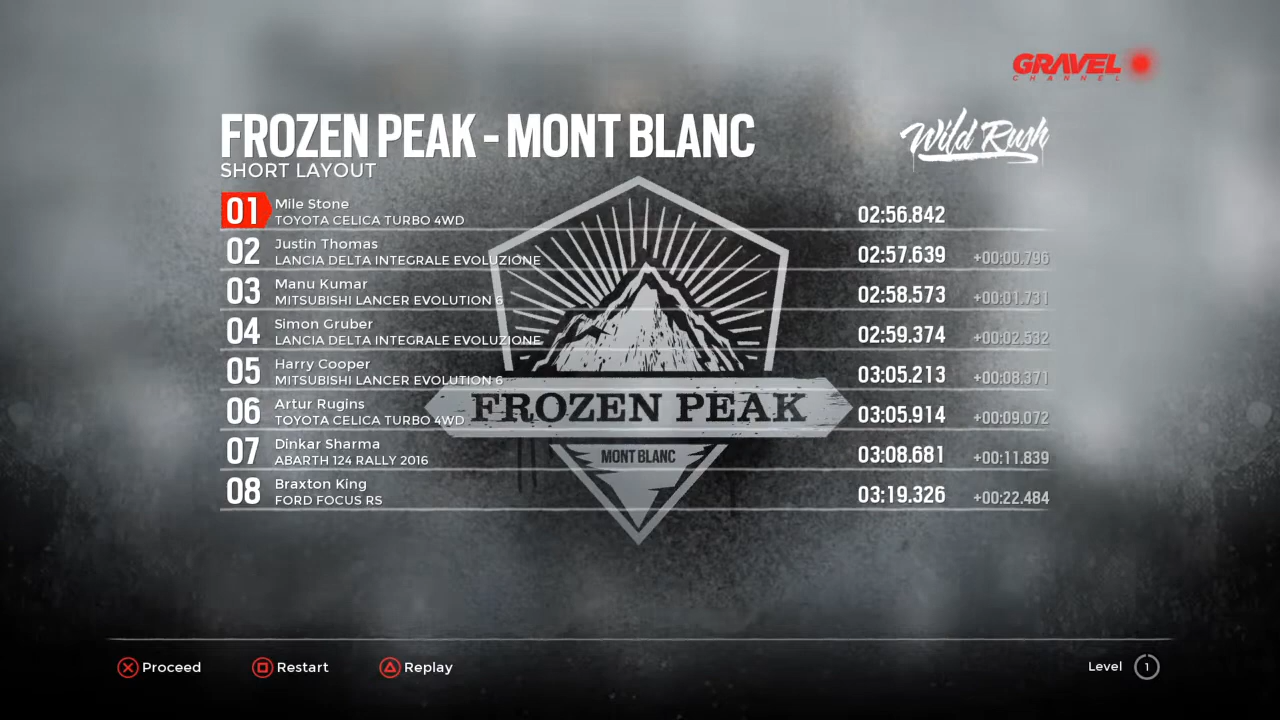 GRAVEL
CHANNEL
FROZEN PEAK - MONT BLANC
Wild Rush
SHORT LAYOUT
01 Mile Stone 02:56.842
TOYOTA CELICA TURBO 4WD
02 Justin Thomas 02:57.639 +00:00.796
LANCIA DELTA INTEGRALE EVOLUZIONE
03 Manu Kumar 02:58.573 +00:01.731
MITSUBISHI LANCER EVOLUTION 6
04 Simon Gruber 02:59.374 +00:02.532
LANCIA DELTA INTEGRALE EVOLUZIONE
05 Harry Cooper 03:05.213 +00:08.371
MITSUBISHI LANCER EVOLUTION 6
06 Artur Rugins 03:05.914 +00:09.072
TOYOTA CELICA TURBO 4WD
07 Dinkar Sharma 03:08.681 +00:11.839
ABARTH 124 RALLY 2016
08 Braxton King 03:19.326 +00:22.484
FORD FOCUS RS
FROZEN PEAK
MONT BLANC
Proceed Restart Replay Level 1